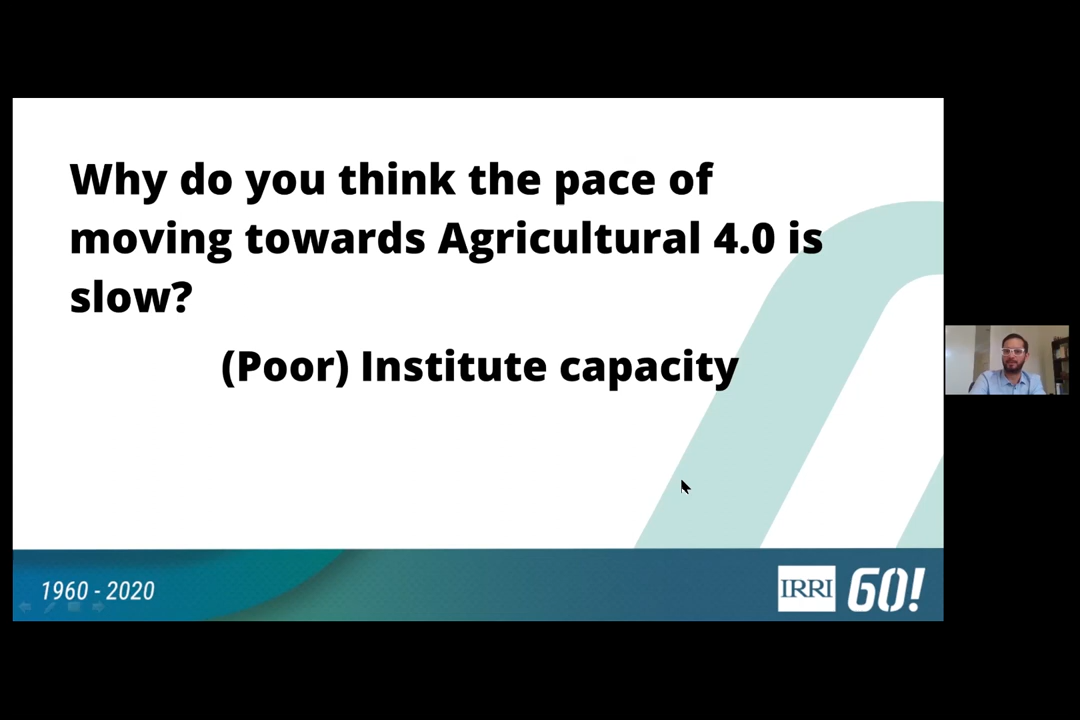 Why do you think the pace of
moving towards Agricultural 4.0 is
slow?
(Poor) Institute capacity
1960 - 2020
IRRI 60!